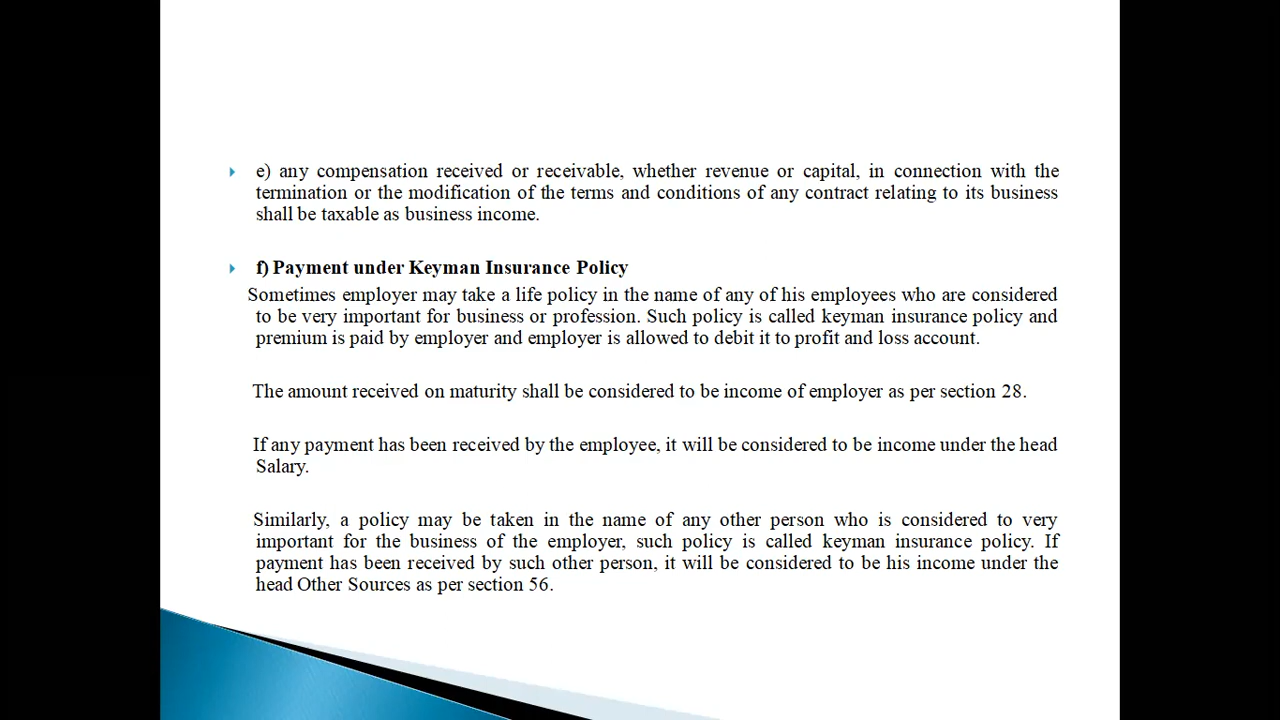 e) any compensation received or receivable, whether revenue or capital, in connection with the
termination or the modification of the terms and conditions of any contract relating to its business
shall be taxable as business income.
f) Payment under Keyman Insurance Policy
Sometimes employer may take a life policy in the name of any of his employees who are considered
to be very important for business or profession. Such policy is called keyman insurance policy and
premium is paid by employer and employer is allowed to debit it to profit and loss account.
The amount received on maturity shall be considered to be income of employer as per section 28.
If any payment has been received by the employee, it will be considered to be income under the head
Salary.
Similarly, a policy may be taken in the name of any other person who is considered to very
important for the business of the employer, such policy is called keyman insurance policy. If
payment has been received by such other person, it will be considered to be his income under the
head Other Sources as per section 56.